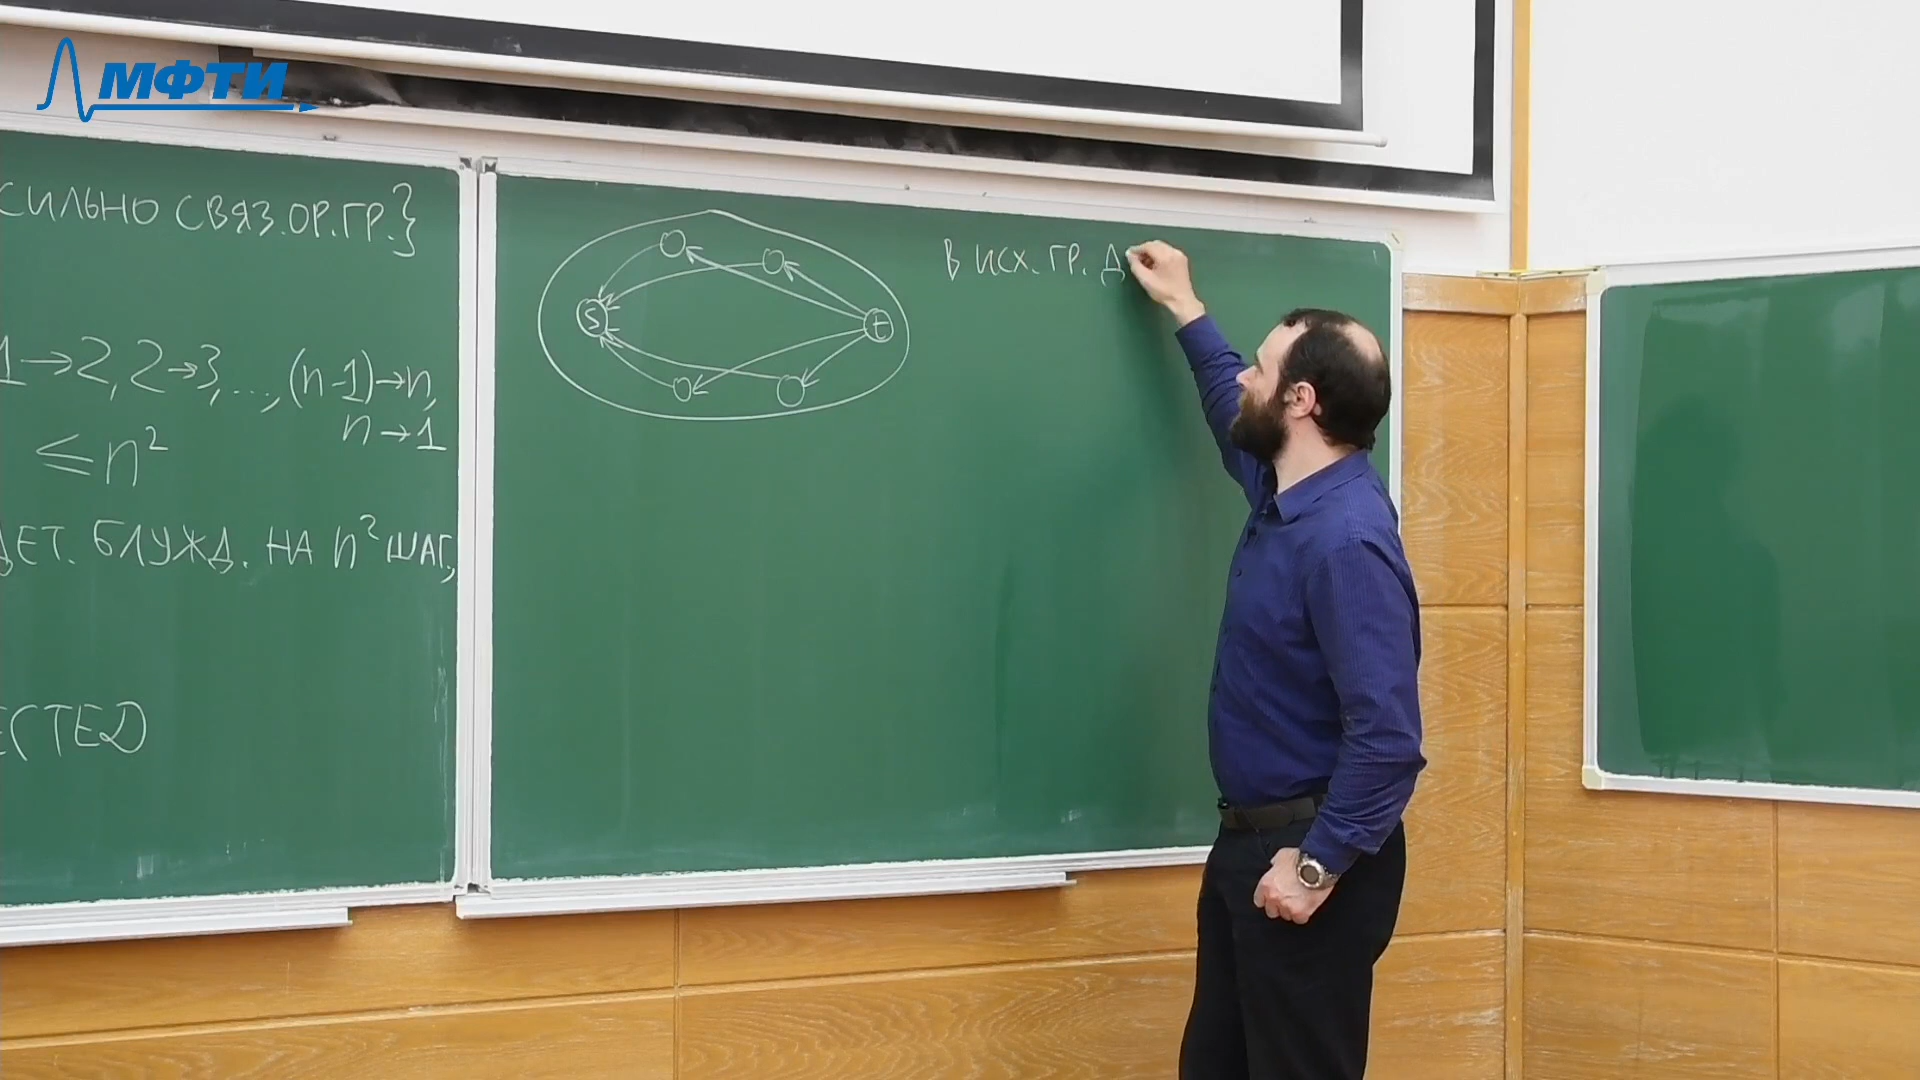 МФТИ
СИЛЬНО СВЯЗ. ОР.ГР.}
1→2, 2→3, ..., (n-1)→n,
n→1
≤ n²
ДЕТ. БЛУЖД. НА n² ШАГ.,
s
t
В ИСХ. ГР. Д